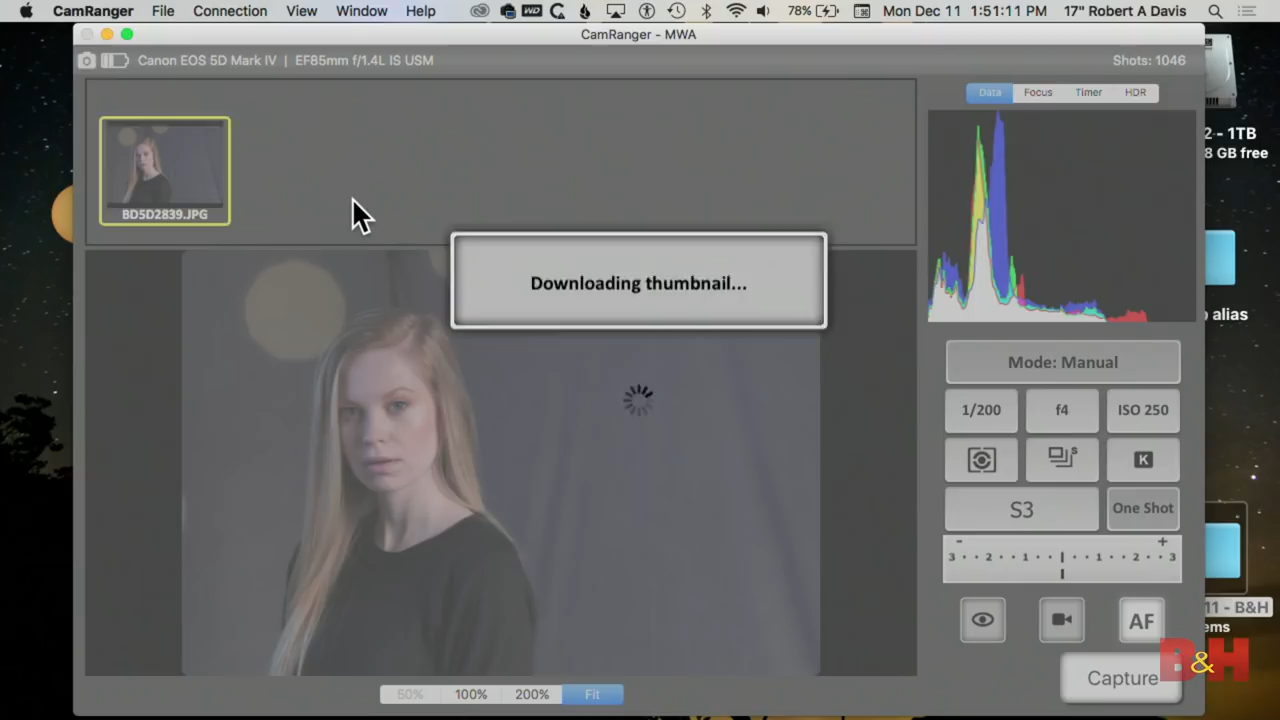 CamRanger File Connection View Window Help WD 78% Mon Dec 11 1:51:11 PM 17" Robert A Davis
CamRanger - MWA
Canon EOS 5D Mark IV | EF85mm f/1.4L IS USM Shots: 1046
Data Focus Timer HDR
BD5D2839.JPG
2 - 1TB
8 GB free
Downloading thumbnail...
alias
Mode: Manual
1/200 f4 ISO 250
S K
S3 One Shot
- +
3 · · 2 · · 1 · · | · · 1 · · 2 · · 3
AF
11 - B&H
ems
B&H
Capture
50% 100% 200% Fit